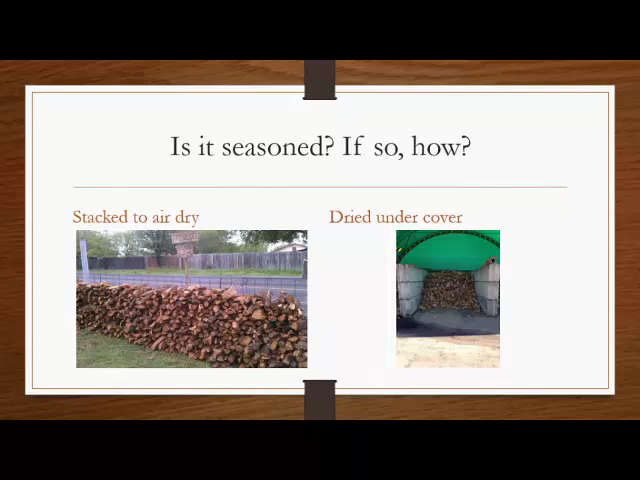 Is it seasoned? If so, how?
Stacked to air dry
Dried under cover